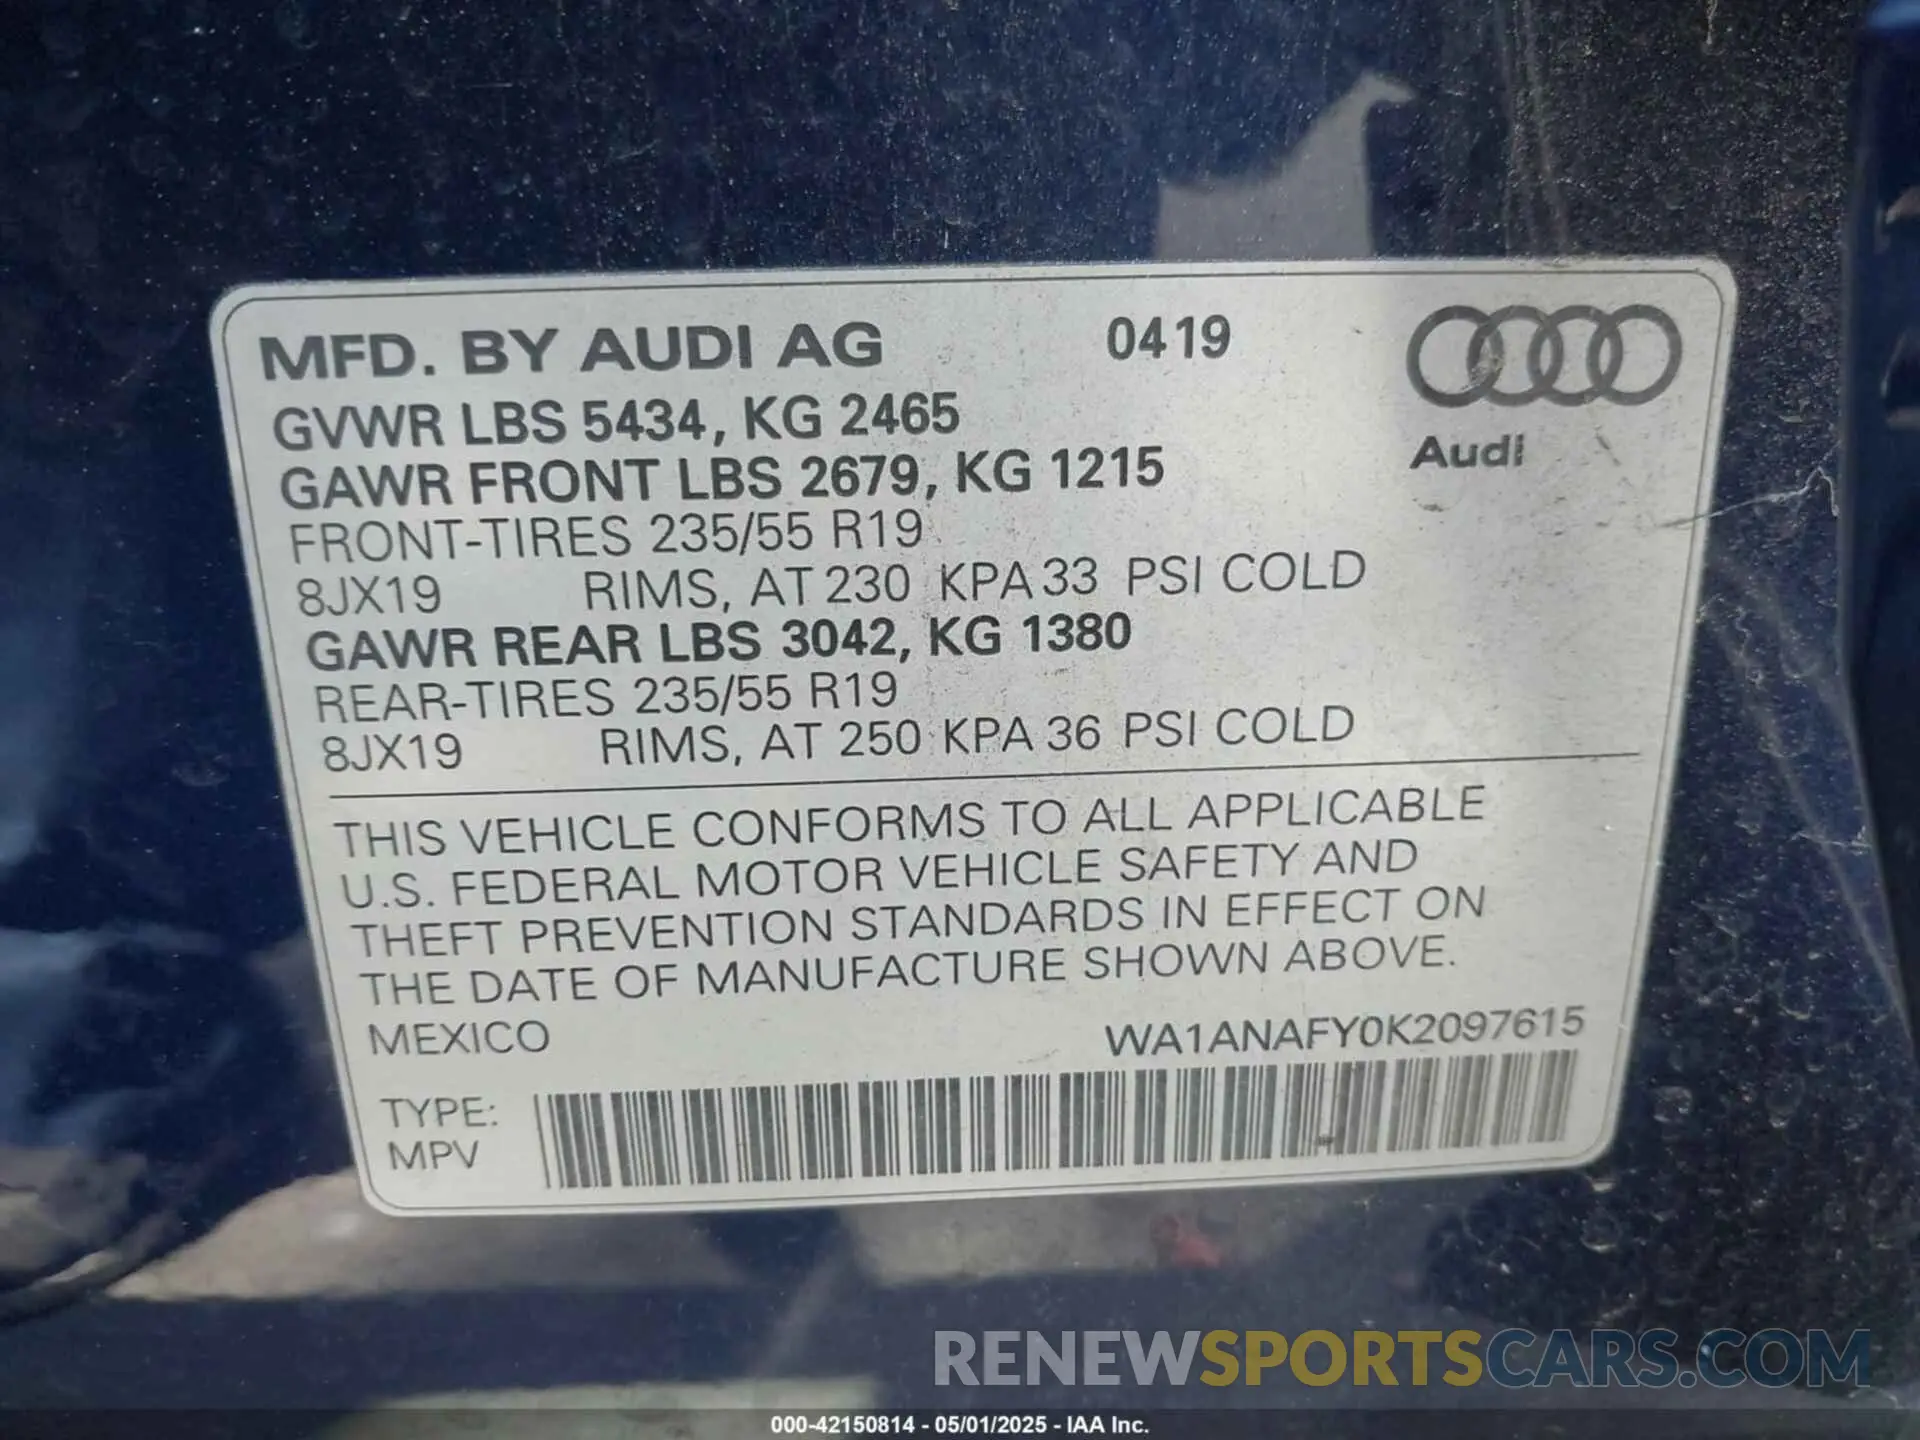 MFD. BY AUDI AG 0419
GVWR LBS 5434, KG 2465
GAWR FRONT LBS 2679, KG 1215
Audi
FRONT-TIRES 235/55 R19
8JX19 RIMS, AT 230 KPA 33 PSI COLD
GAWR REAR LBS 3042, KG 1380
REAR-TIRES 235/55 R19
8JX19 RIMS, AT 250 KPA 36 PSI COLD
THIS VEHICLE CONFORMS TO ALL APPLICABLE
U.S. FEDERAL MOTOR VEHICLE SAFETY AND
THEFT PREVENTION STANDARDS IN EFFECT ON
THE DATE OF MANUFACTURE SHOWN ABOVE.
MEXICO WA1ANAFY0K2097615
TYPE:
MPV
RENEWSPORTSCARS.COM
000-42150814 - 05/01/2025 - IAA Inc.